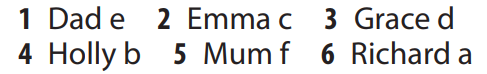 1 Dad e 2 Emma c 3 Grace d
4 Holly b 5 Mum f 6 Richard a